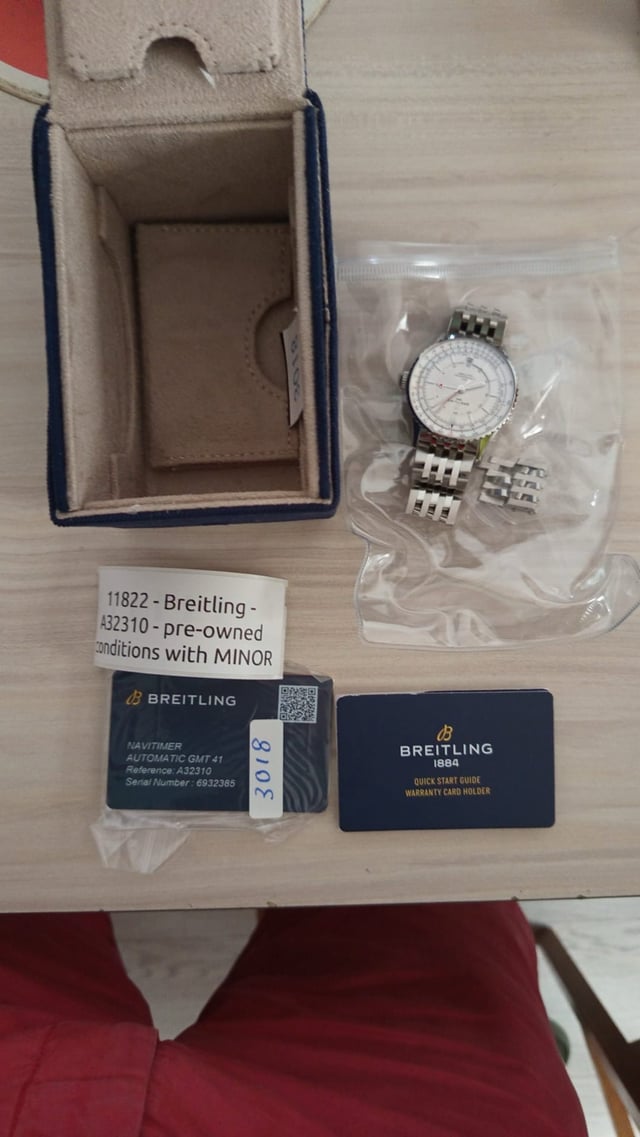 3018
11822 - Breitling -
A32310 - pre-owned
conditions with MINOR
BREITLING
NAVITIMER
AUTOMATIC GMT 41
Reference: A32310
Serial Number : 6932385
3018
BREITLING
1884
QUICK START GUIDE
WARRANTY CARD HOLDER